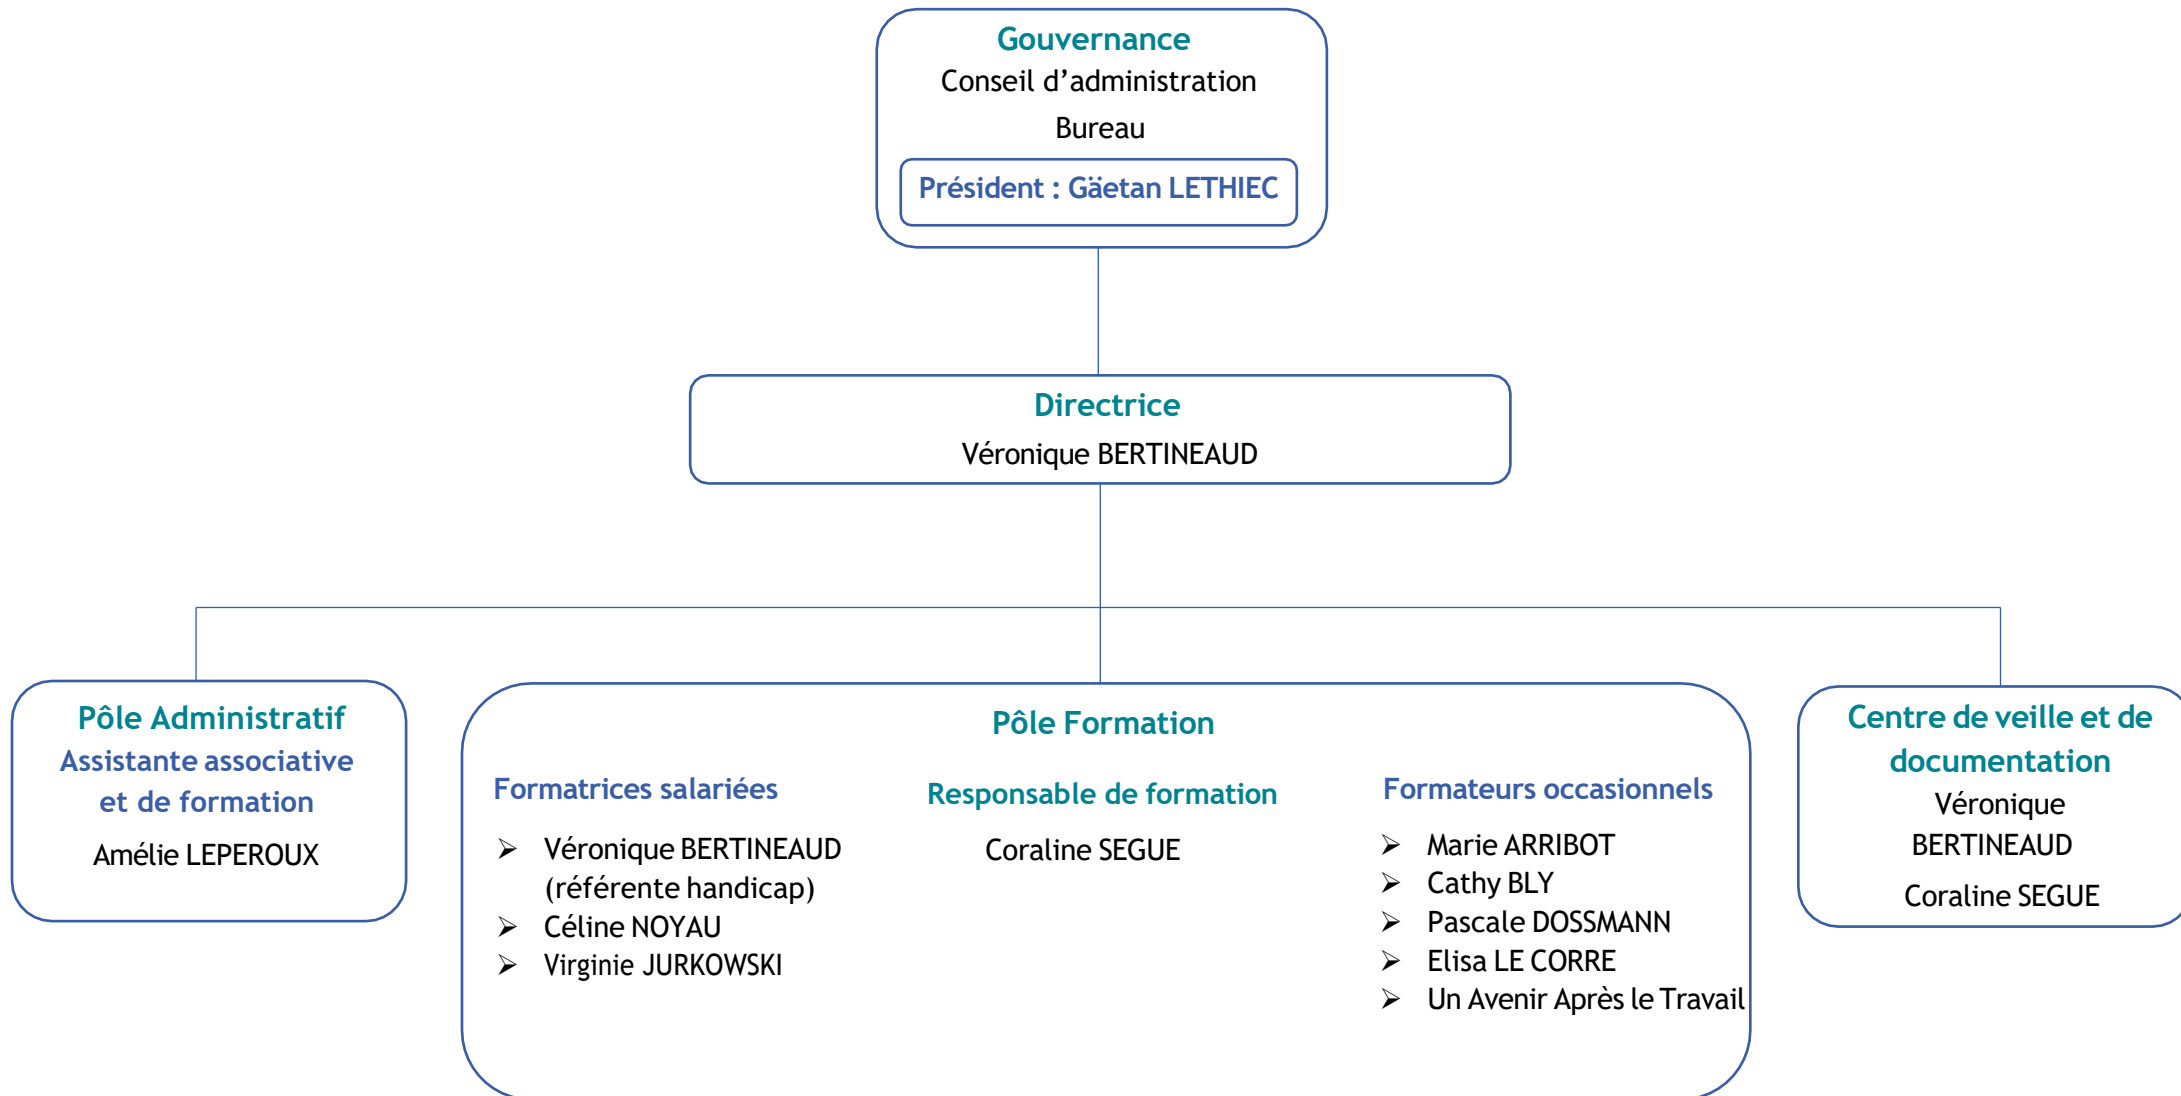 Gouvernance
Conseil d’administration
Bureau
Président : Gäetan LETHIEC
Directrice
Véronique BERTINEAUD
Pôle Administratif
Assistante associative
et de formation
Amélie LEPEROUX
Pôle Formation
Formatrices salariées
➢ Véronique BERTINEAUD
(référente handicap)
➢ Céline NOYAU
➢ Virginie JURKOWSKI
Responsable de formation
Coraline SEGUE
Formateurs occasionnels
➢ Marie ARRIBOT
➢ Cathy BLY
➢ Pascale DOSSMANN
➢ Elisa LE CORRE
➢ Un Avenir Après le Travail
Centre de veille et de
documentation
Véronique
BERTINEAUD
Coraline SEGUE